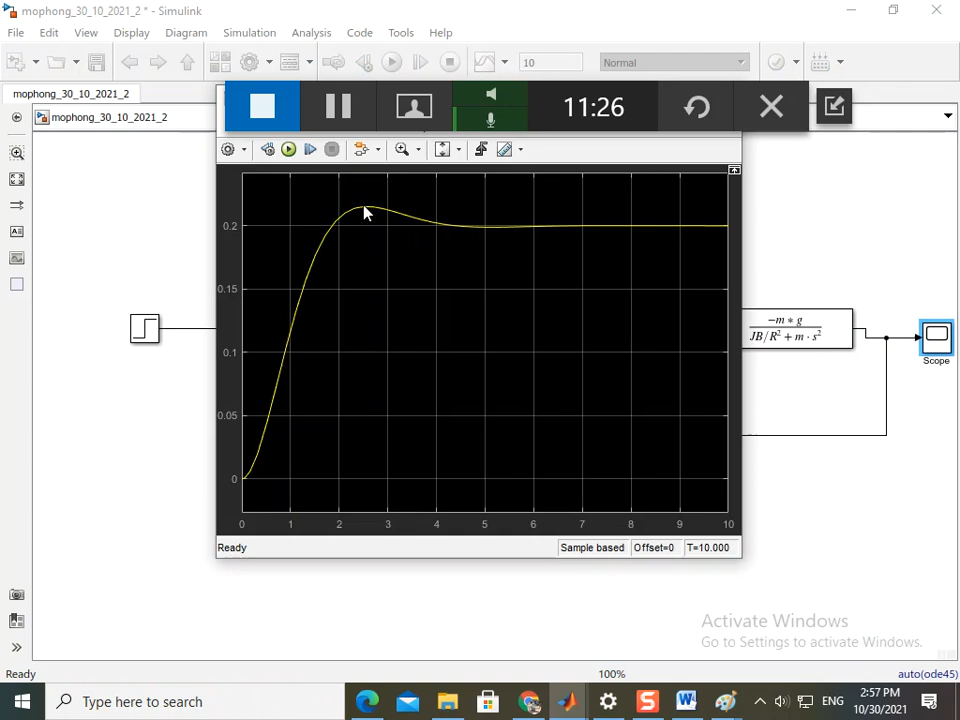 mophong_30_10_2021_2 * - Simulink
File Edit View Display Diagram Simulation Analysis Code Tools Help
10 Normal
mophong_30_10_2021_2
mophong_30_10_2021_2
11:26
0.2
0.15
0.1
0.05
0
0 1 2 3 4 5 6 7 8 9 10
Ready Sample based Offset=0 T=10.000
−m * g
JB/R² + m · s²
Scope
Activate Windows
Go to Settings to activate Windows.
Ready 100% auto(ode45)
Type here to search
ENG
2:57 PM
10/30/2021